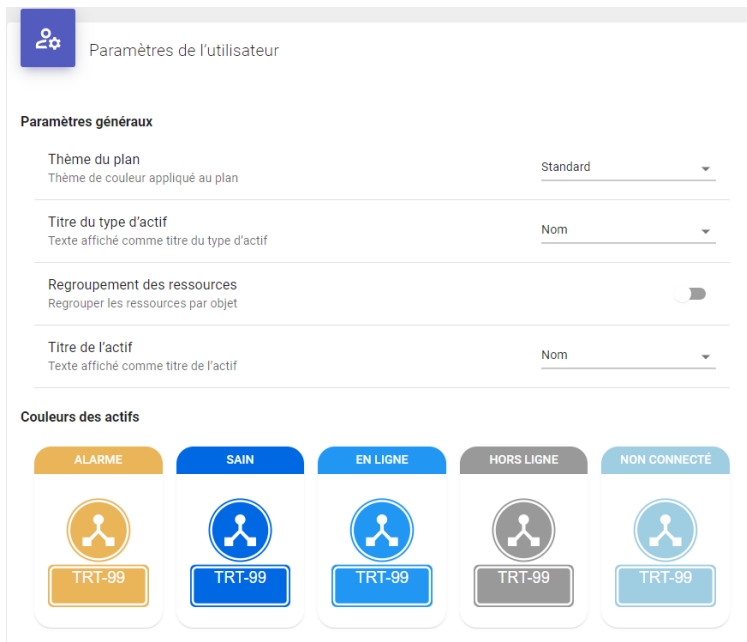 Paramètres de l'utilisateur
Paramètres généraux
Thème du plan
Standard
Thème de couleur appliqué au plan
Titre du type d'actif
Nom
Texte affiché comme titre du type d'actif
Regroupement des ressources
Regrouper les ressources par objet
Titre de l'actif
Nom
Texte affiché comme titre de l'actif
Couleurs des actifs
ALARME SAIN EN LIGNE HORS LIGNE NON CONNECTÉ
TRT-99 TRT-99 TRT-99 TRT-99 TRT-99